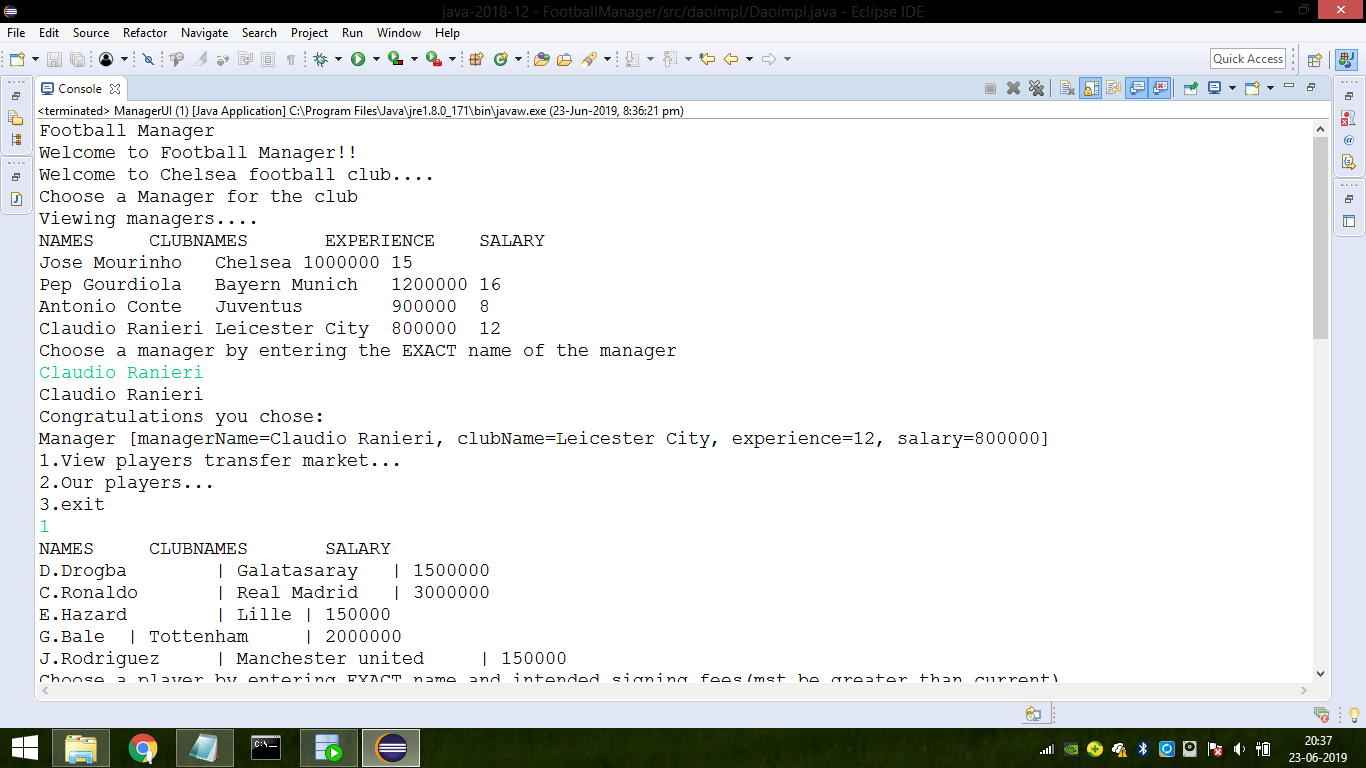 java-2018-12 - FootballManager/src/daoimpl/Daoimpl.java - Eclipse IDE
File Edit Source Refactor Navigate Search Project Run Window Help
Quick Access
Console
<terminated> ManagerUI (1) [Java Application] C:\Program Files\Java\jre1.8.0_171\bin\javaw.exe (23-Jun-2019, 8:36:21 pm)
Football Manager
Welcome to Football Manager!!
Welcome to Chelsea football club....
Choose a Manager for the club
Viewing managers....
NAMES CLUBNAMES EXPERIENCE SALARY
Jose Mourinho Chelsea 1000000 15
Pep Gourdiola Bayern Munich 1200000 16
Antonio Conte Juventus 900000 8
Claudio Ranieri Leicester City 800000 12
Choose a manager by entering the EXACT name of the manager
Claudio Ranieri
Claudio Ranieri
Congratulations you chose:
Manager [managerName=Claudio Ranieri, clubName=Leicester City, experience=12, salary=800000]
1.View players transfer market...
2.Our players...
3.exit
1
NAMES CLUBNAMES SALARY
D.Drogba | Galatasaray | 1500000
C.Ronaldo | Real Madrid | 3000000
E.Hazard | Lille | 150000
G.Bale | Tottenham | 2000000
J.Rodriguez | Manchester united | 150000
Choose a player by entering EXACT name and intended signing fees(mst be greater than current)
20:37
23-06-2019